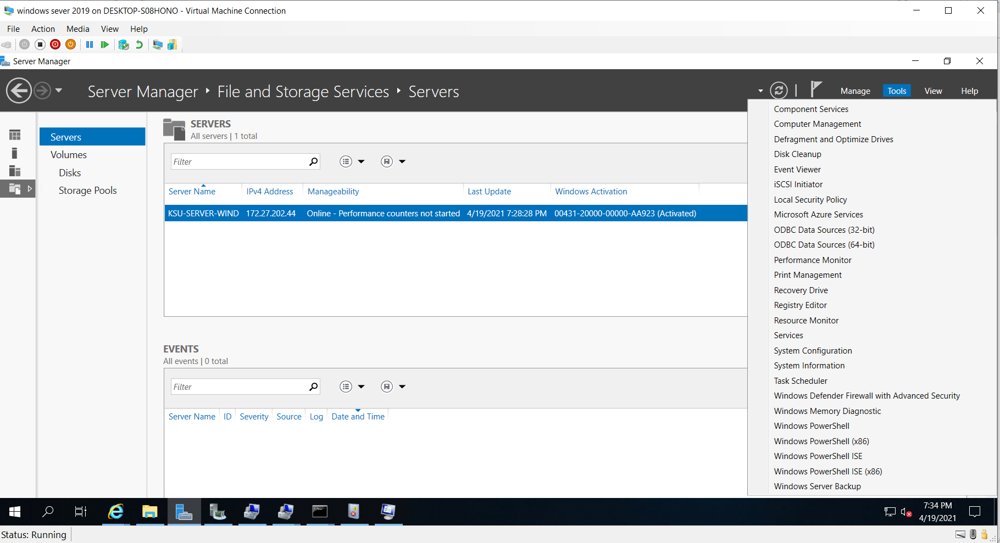 windows sever 2019 on DESKTOP-S08HONO - Virtual Machine Connection
File Action Media View Help
Server Manager
Server Manager ‣ File and Storage Services ‣ Servers
Manage Tools View Help
Servers
Volumes
Disks
Storage Pools
SERVERS
All servers | 1 total
Filter
Server Name IPv4 Address Manageability Last Update Windows Activation
KSU-SERVER-WIND 172.27.202.44 Online - Performance counters not started 4/19/2021 7:28:28 PM 00431-20000-00000-AA923 (Activated)
EVENTS
All events | 0 total
Filter
Server Name ID Severity Source Log Date and Time
Component Services
Computer Management
Defragment and Optimize Drives
Disk Cleanup
Event Viewer
iSCSI Initiator
Local Security Policy
Microsoft Azure Services
ODBC Data Sources (32-bit)
ODBC Data Sources (64-bit)
Performance Monitor
Print Management
Recovery Drive
Registry Editor
Resource Monitor
Services
System Configuration
System Information
Task Scheduler
Windows Defender Firewall with Advanced Security
Windows Memory Diagnostic
Windows PowerShell
Windows PowerShell (x86)
Windows PowerShell ISE
Windows PowerShell ISE (x86)
Windows Server Backup
7:34 PM
4/19/2021
Status: Running